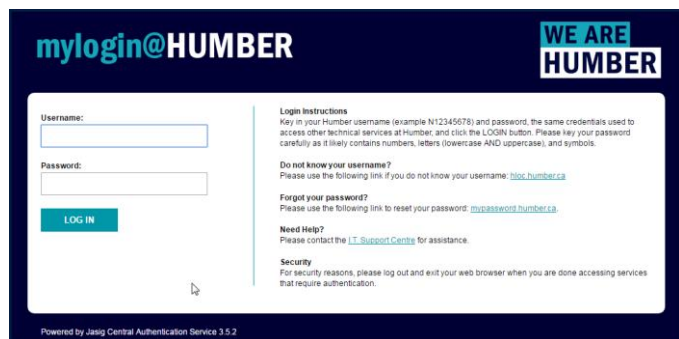 mylogin@HUMBER
WE ARE
HUMBER
Username:
Password:
LOG IN
Login Instructions
Key in your Humber username (example N12345678) and password, the same credentials used to
access other technical services at Humber, and click the LOGIN button. Please key your password
carefully as it likely contains numbers, letters (lowercase AND uppercase), and symbols.
Do not know your username?
Please use the following link if you do not know your username: hloc.humber.ca
Forgot your password?
Please use the following link to reset your password: mypassword.humber.ca.
Need Help?
Please contact the I.T. Support Centre for assistance.
Security
For security reasons, please log out and exit your web browser when you are done accessing services
that require authentication.
Powered by Jasig Central Authentication Service 3.5.2